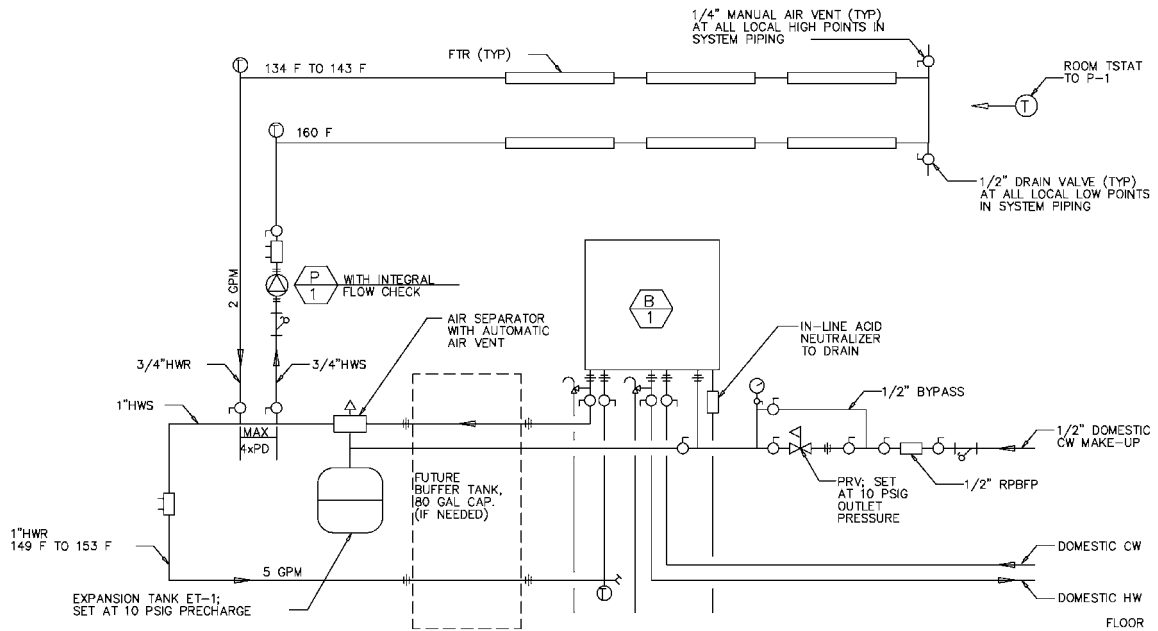 1/4" MANUAL AIR VENT (TYP)
AT ALL LOCAL HIGH POINTS IN
SYSTEM PIPING
FTR (TYP)
ROOM TSTAT
TO P-1
T
T
134 F TO 143 F
T
160 F
1/2" DRAIN VALVE (TYP)
AT ALL LOCAL LOW POINTS
IN SYSTEM PIPING
2 GPM
P
1
WITH INTEGRAL
FLOW CHECK
B
1
AIR SEPARATOR
WITH AUTOMATIC
AIR VENT
IN-LINE ACID
NEUTRALIZER
TO DRAIN
3/4"HWR
3/4"HWS
1/2" BYPASS
1"HWS
MAX
4xPD
1/2" DOMESTIC
CW MAKE-UP
FUTURE
BUFFER TANK,
80 GAL CAP.
(IF NEEDED)
PRV; SET
AT 10 PSIG
OUTLET
PRESSURE
1/2" RPBFP
1"HWR
149 F TO 153 F
DOMESTIC CW
5 GPM
T
EXPANSION TANK ET-1;
SET AT 10 PSIG PRECHARGE
DOMESTIC HW
FLOOR